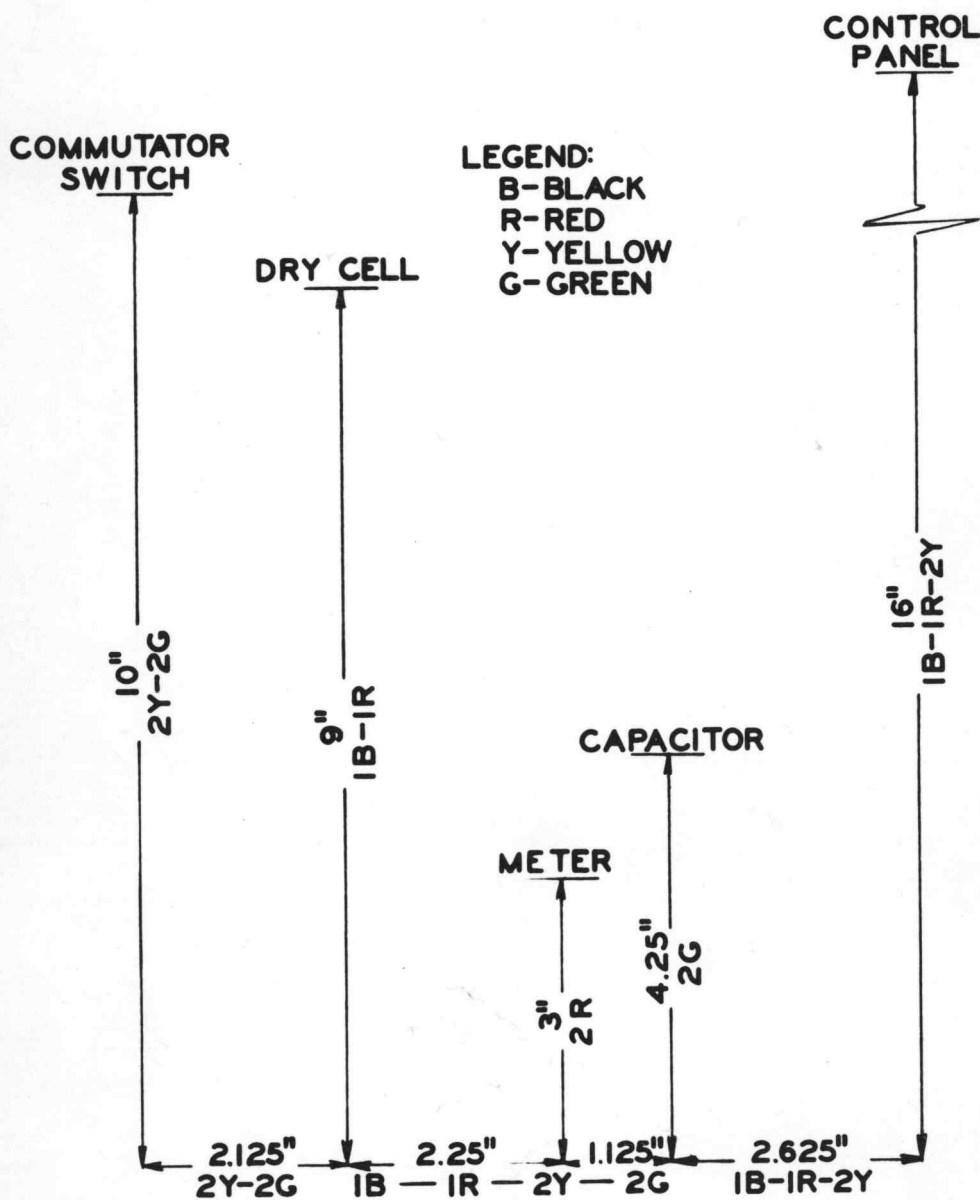 CONTROL
PANEL
COMMUTATOR
SWITCH
LEGEND:
B-BLACK
R-RED
Y-YELLOW
G-GREEN
DRY CELL
16"
1B-1R-2Y
10"
2Y-2G
9"
1B-1R
CAPACITOR
METER
4.25"
2G
3"
2R
2.125"
2Y-2G
2.25"
1.125"
1B — 1R — 2Y — 2G
2.625"
1B-1R-2Y